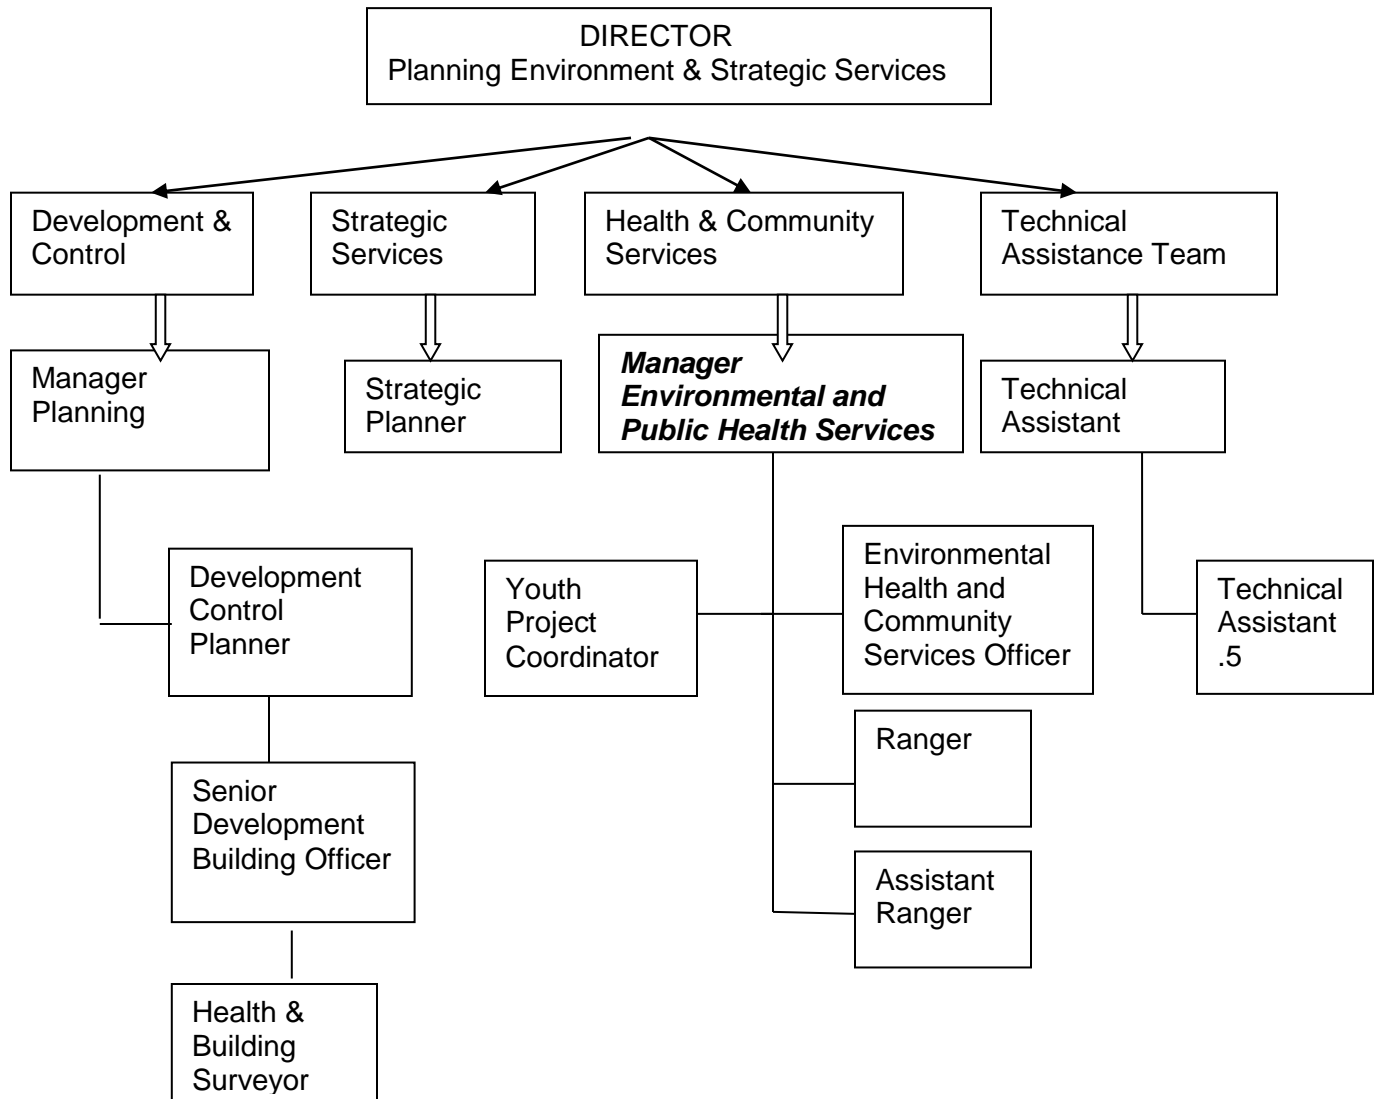 DIRECTOR
Planning Environment & Strategic Services
Development &
Control
Strategic
Services
Health & Community
Services
Technical
Assistance Team
Manager
Planning
Strategic
Planner
Manager
Environmental and
Public Health Services
Technical
Assistant
Development
Control
Planner
Youth
Project
Coordinator
Environmental
Health and
Community
Services Officer
Technical
Assistant
.5
Ranger
Senior
Development
Building Officer
Assistant
Ranger
Health &
Building
Surveyor